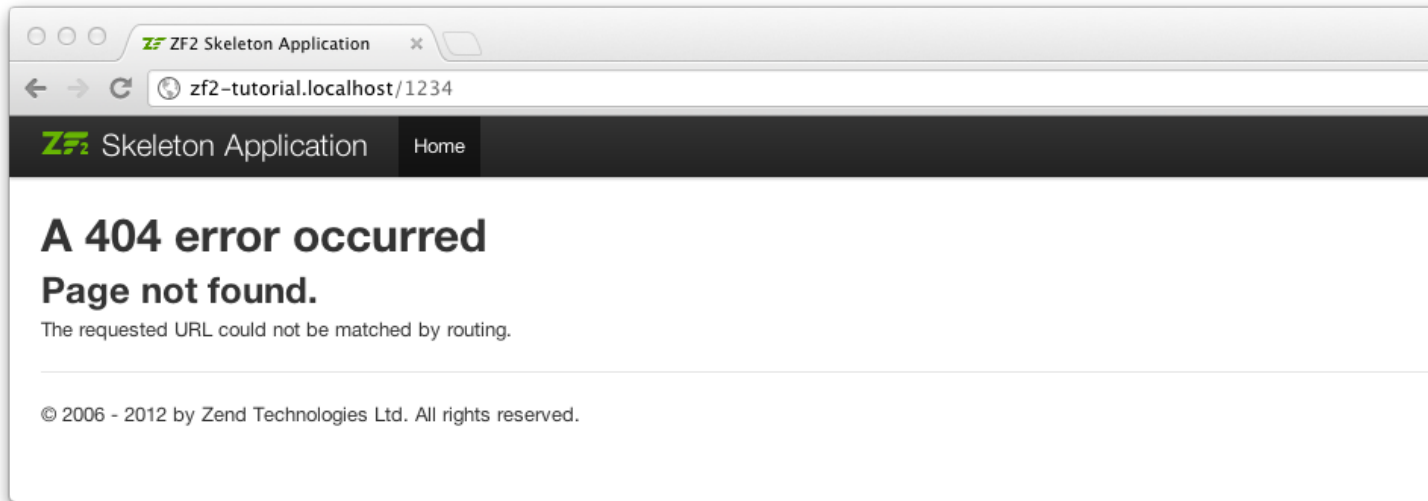 ZF2 Skeleton Application
zf2-tutorial.localhost/1234
ZF2 Skeleton Application Home
A 404 error occurred
Page not found.
The requested URL could not be matched by routing.
© 2006 - 2012 by Zend Technologies Ltd. All rights reserved.